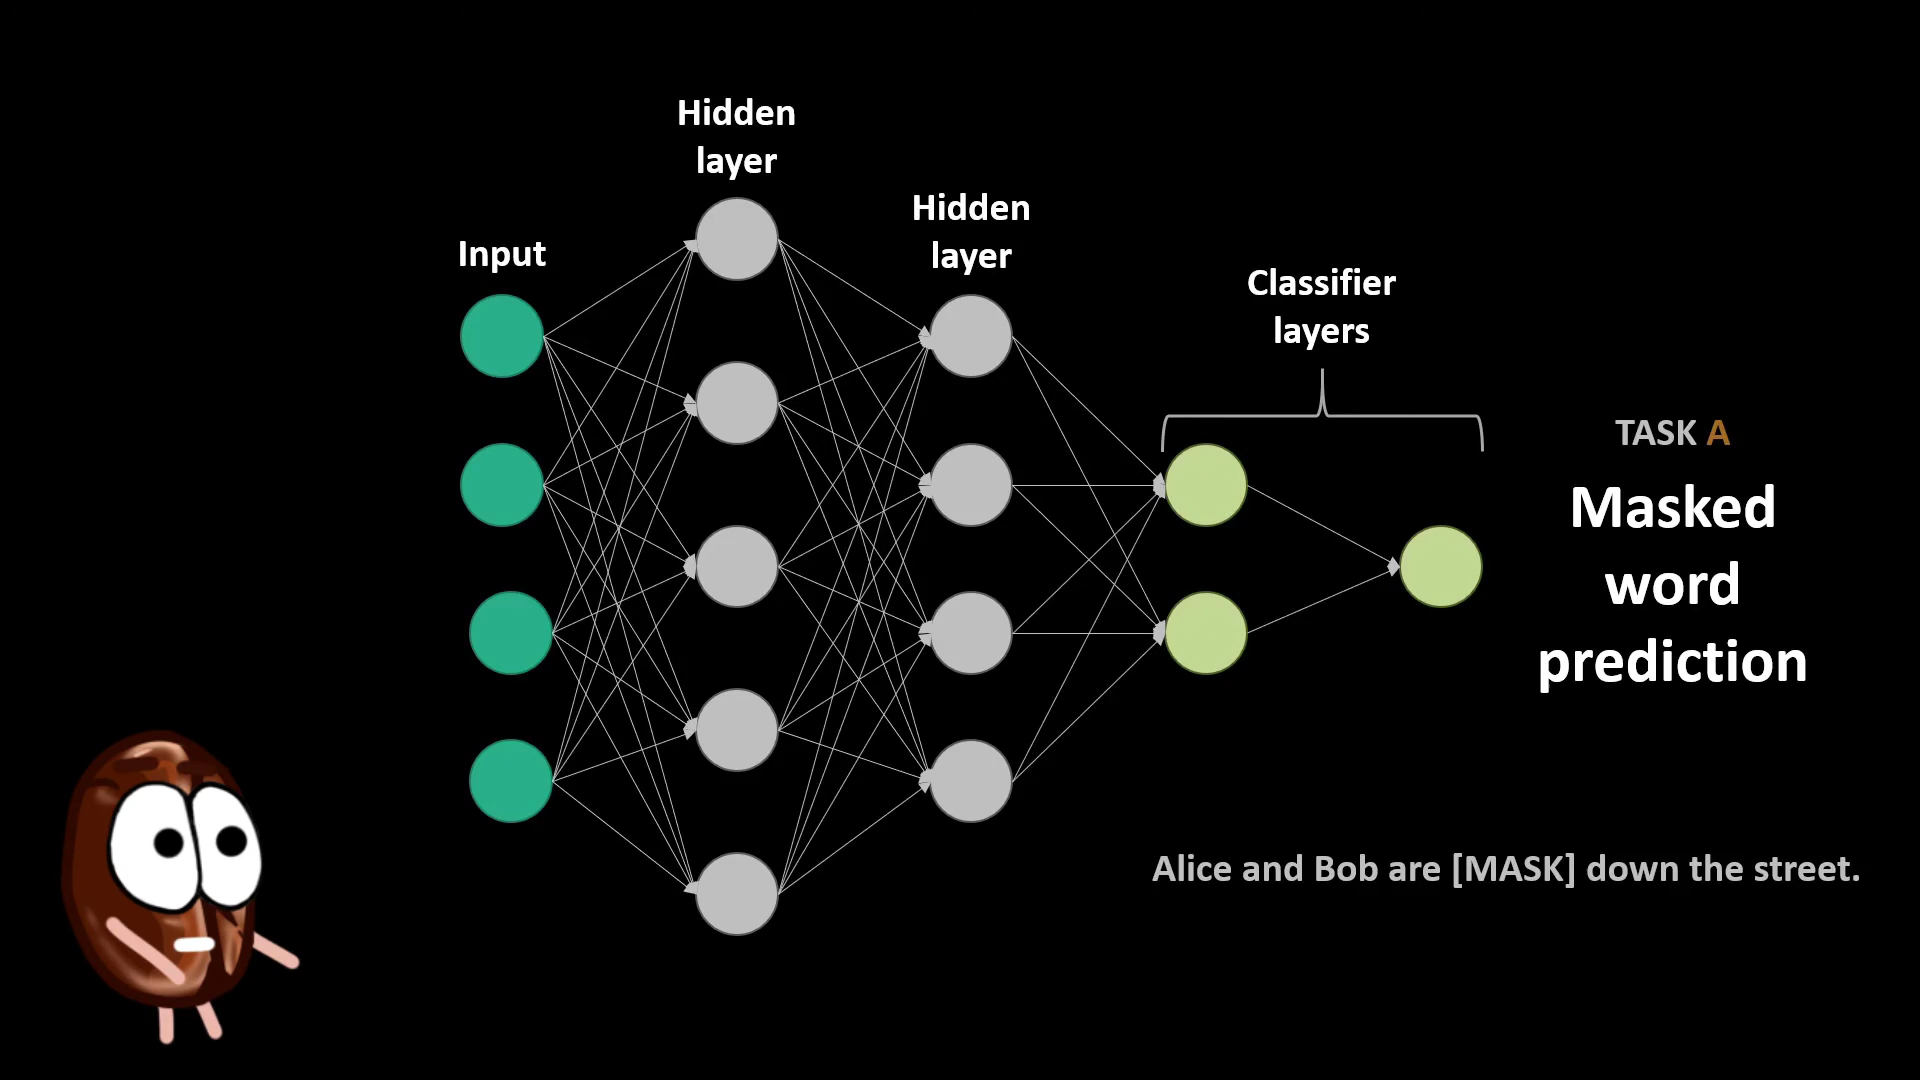 Hidden
layer
Hidden
layer
Input
Classifier
layers
TASK A
Masked
word
prediction
Alice and Bob are [MASK] down the street.